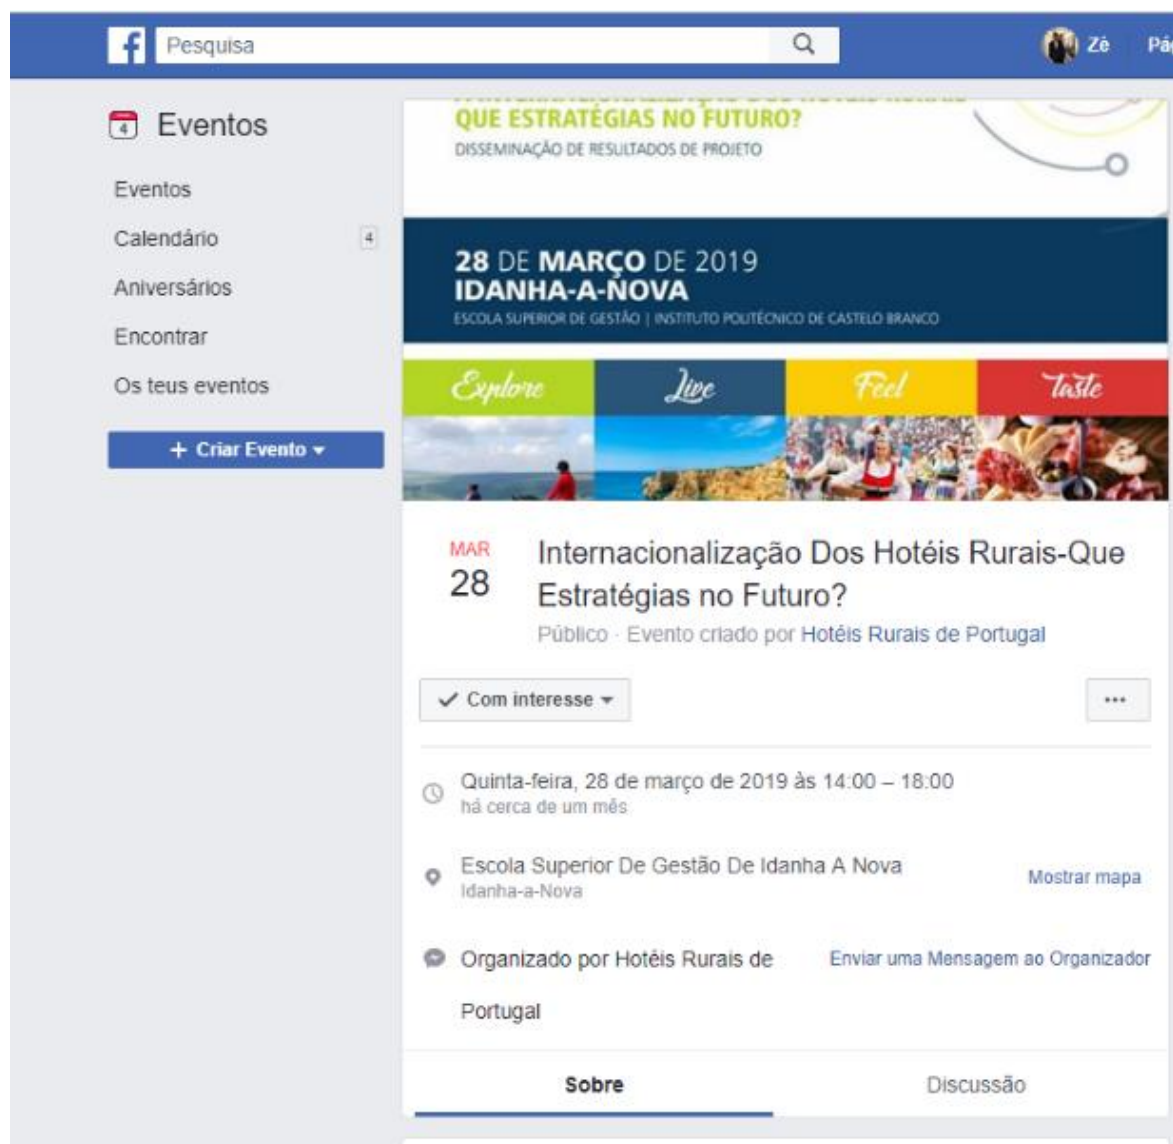 f Pesquisa
Zé
4 Eventos
Eventos
Calendário 4
Aniversários
Encontrar
Os teus eventos
+ Criar Evento
A INTERNACIONALIZAÇÃO DOS HOTÉIS RURAIS
QUE ESTRATÉGIAS NO FUTURO?
DISSEMINAÇÃO DE RESULTADOS DE PROJETO
28 DE MARÇO DE 2019
IDANHA-A-NOVA
ESCOLA SUPERIOR DE GESTÃO | INSTITUTO POLITÉCNICO DE CASTELO BRANCO
Explore Live Feel Taste
MAR
28
Internacionalização Dos Hotéis Rurais-Que
Estratégias no Futuro?
Público · Evento criado por Hotéis Rurais de Portugal
Com interesse
Quinta-feira, 28 de março de 2019 às 14:00 – 18:00
há cerca de um mês
Escola Superior De Gestão De Idanha A Nova
Idanha-a-Nova
Mostrar mapa
Organizado por Hotéis Rurais de
Portugal
Enviar uma Mensagem ao Organizador
Sobre Discussão